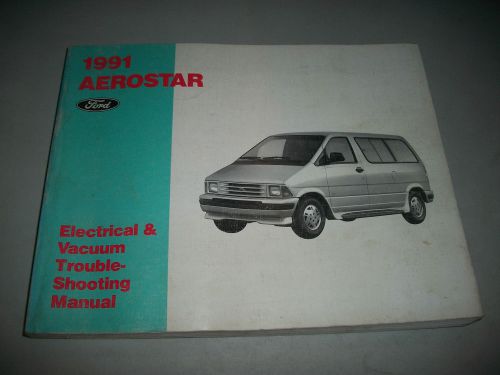 1991
AEROSTAR
Ford
Electrical &
Vacuum
Trouble-
Shooting
Manual